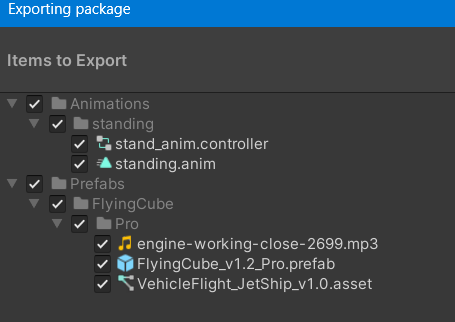 Exporting package
Items to Export
Animations
standing
stand_anim.controller
standing.anim
Prefabs
FlyingCube
Pro
engine-working-close-2699.mp3
FlyingCube_v1.2_Pro.prefab
VehicleFlight_JetShip_v1.0.asset